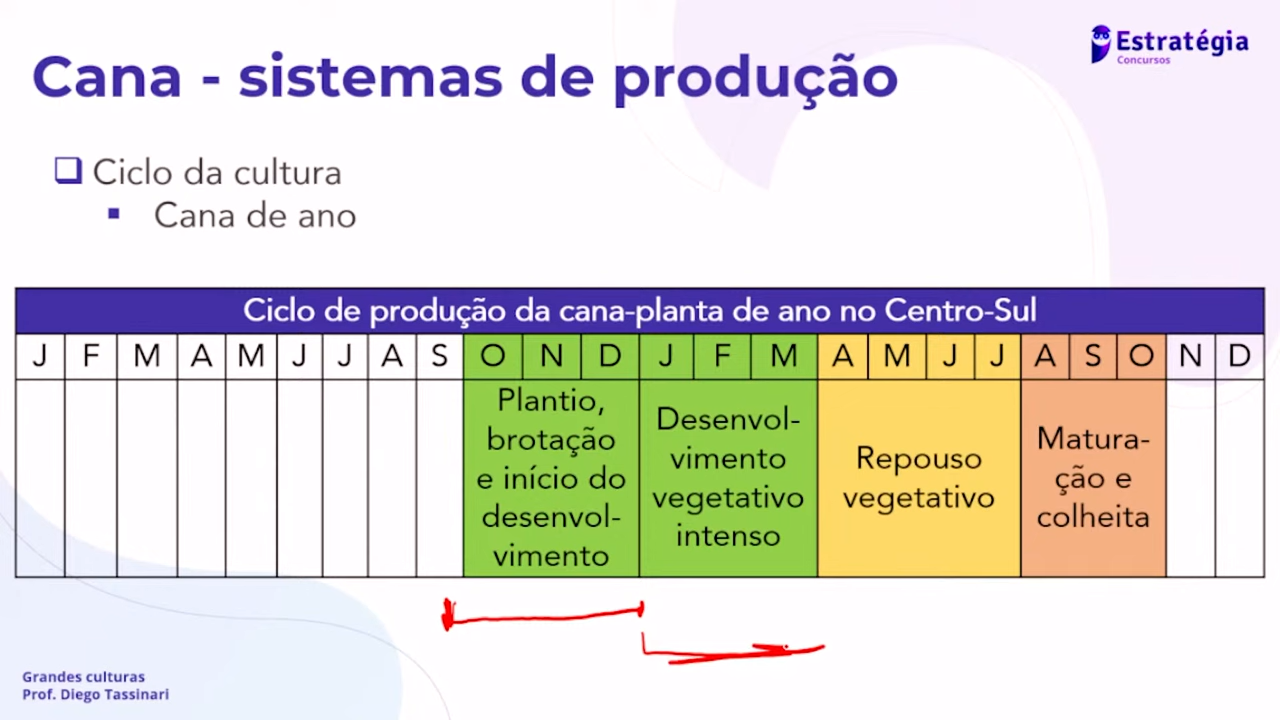 Estratégia
Concursos
Cana - sistemas de produção
Ciclo da cultura
Cana de ano
Ciclo de produção da cana-planta de ano no Centro-Sul
J F M A M J J A S O N D J F M A M J J A S O N D
Plantio,
brotação
e início do
desenvol-
vimento
Desenvol-
vimento
vegetativo
intenso
Repouso
vegetativo
Matura-
ção e
colheita
Grandes culturas
Prof. Diego Tassinari